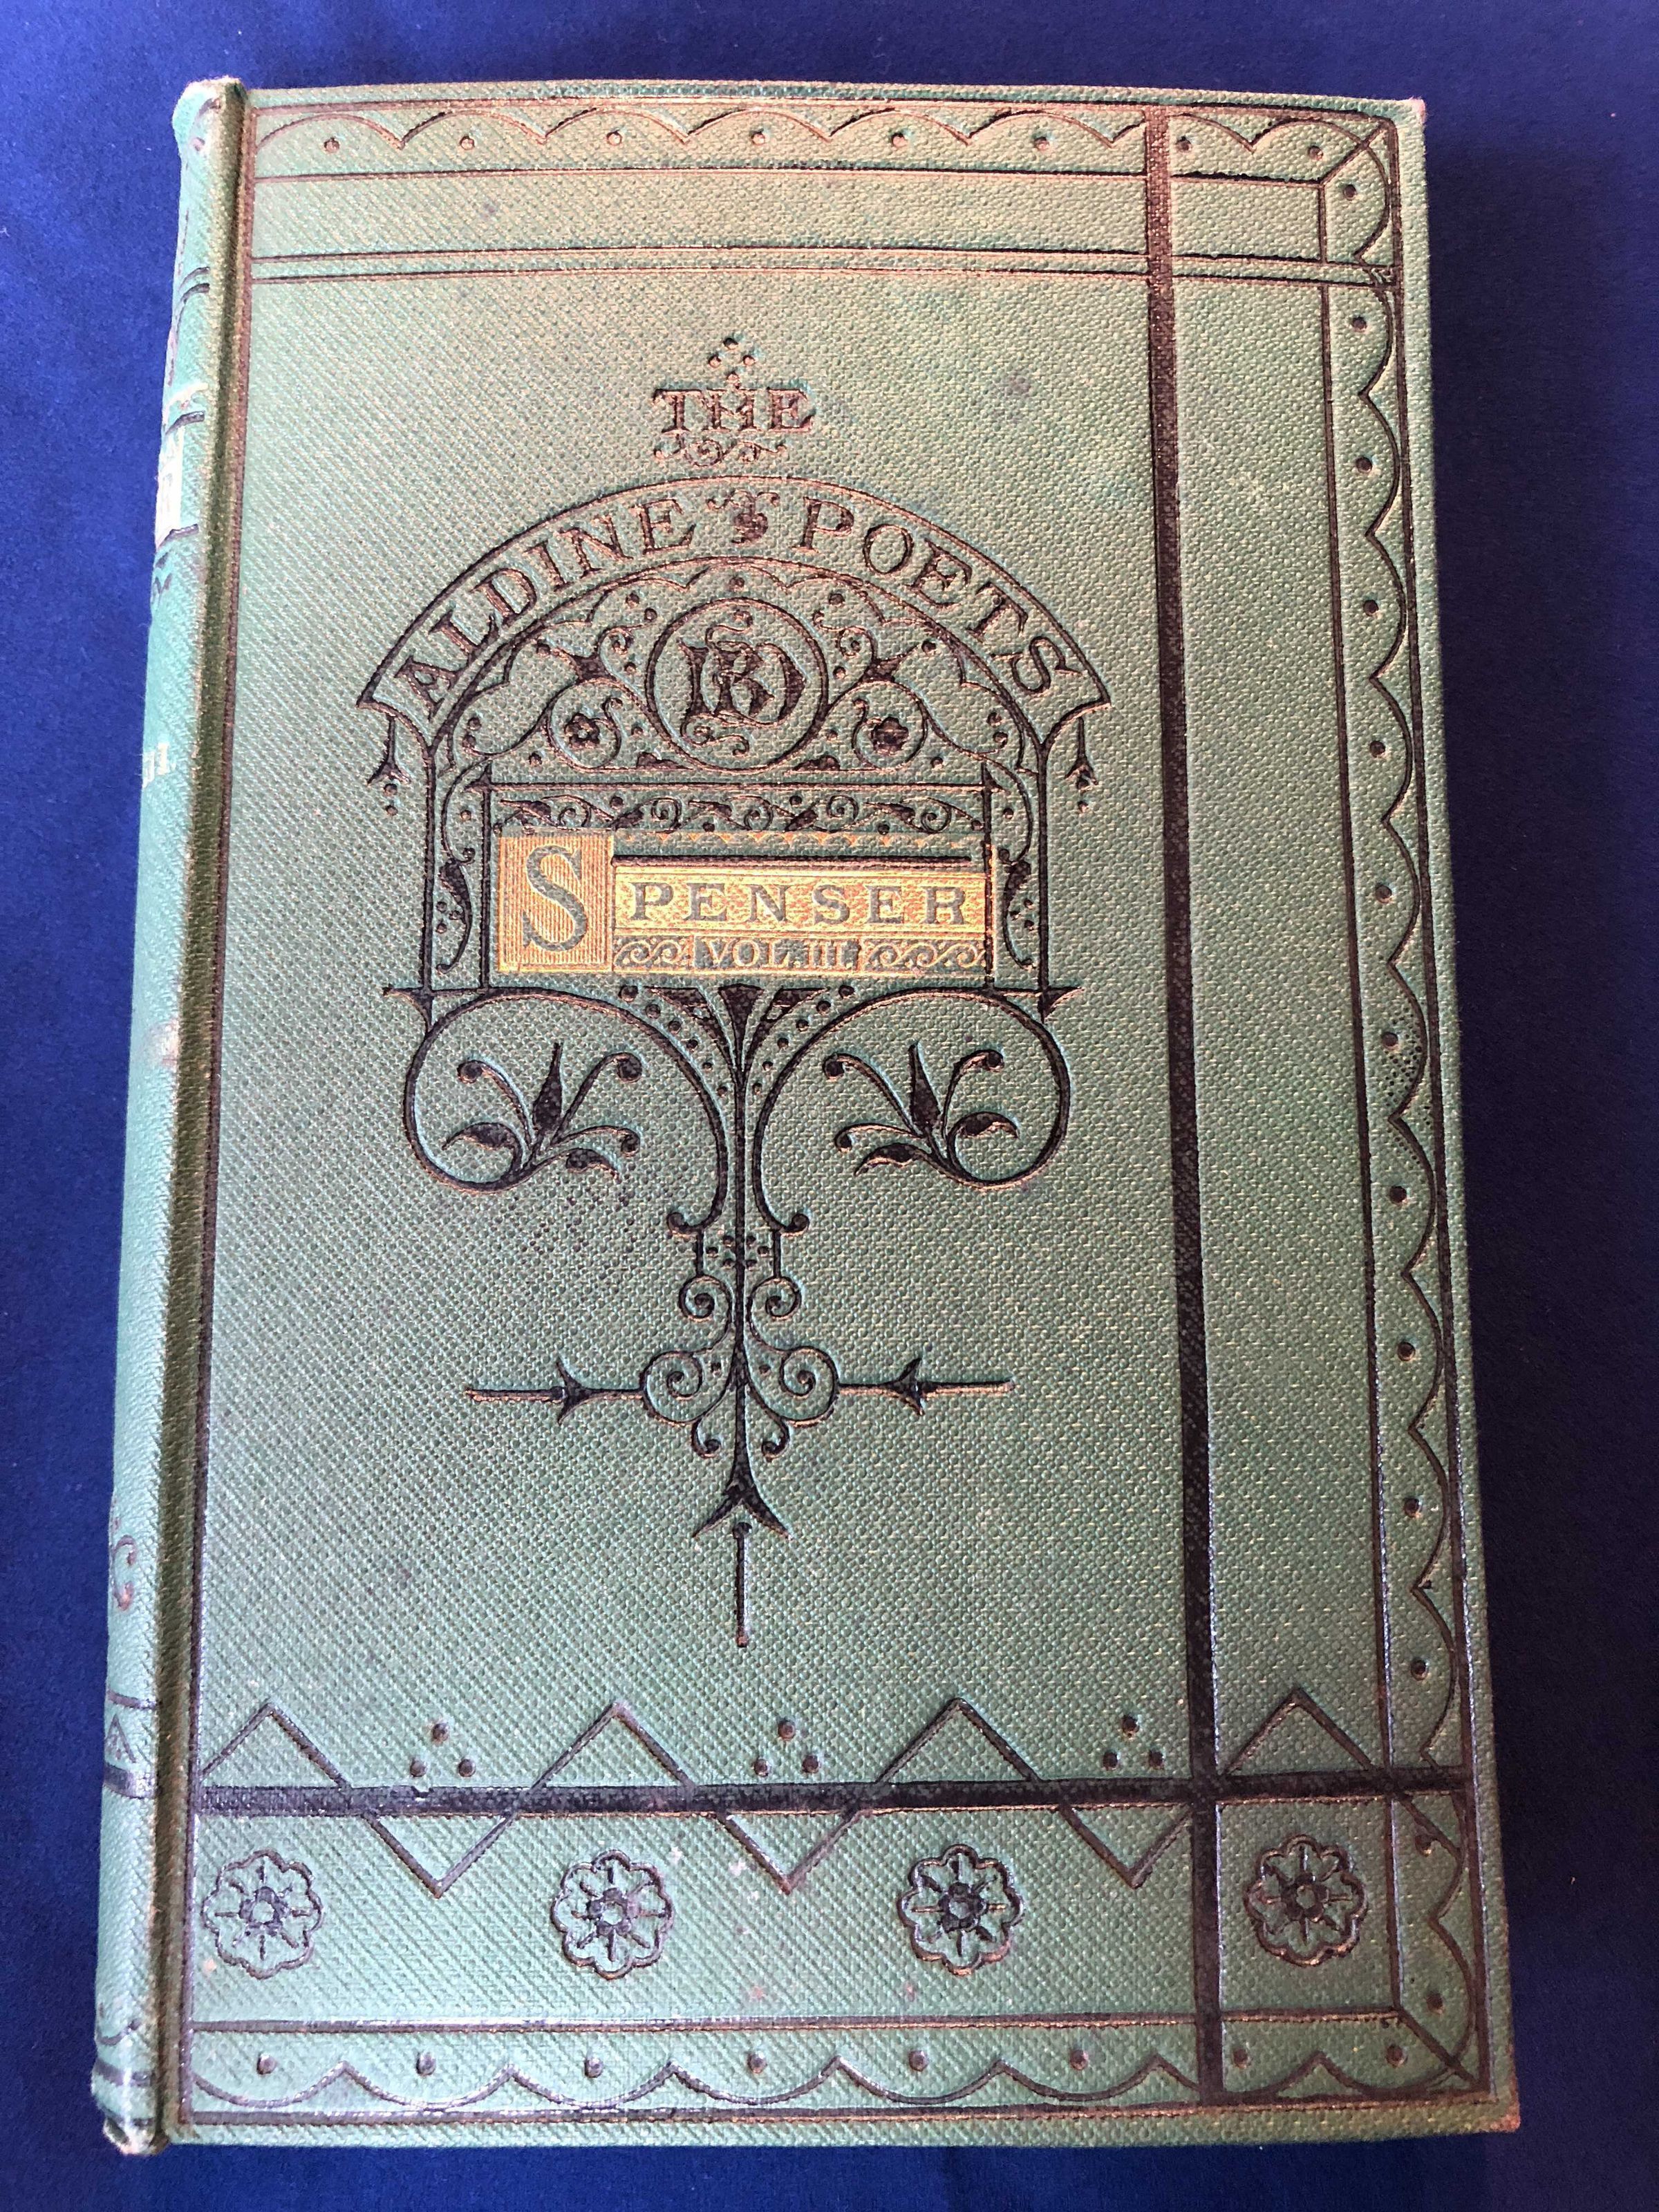 THE
ALDINE POETS
SPENSER
VOL. III.